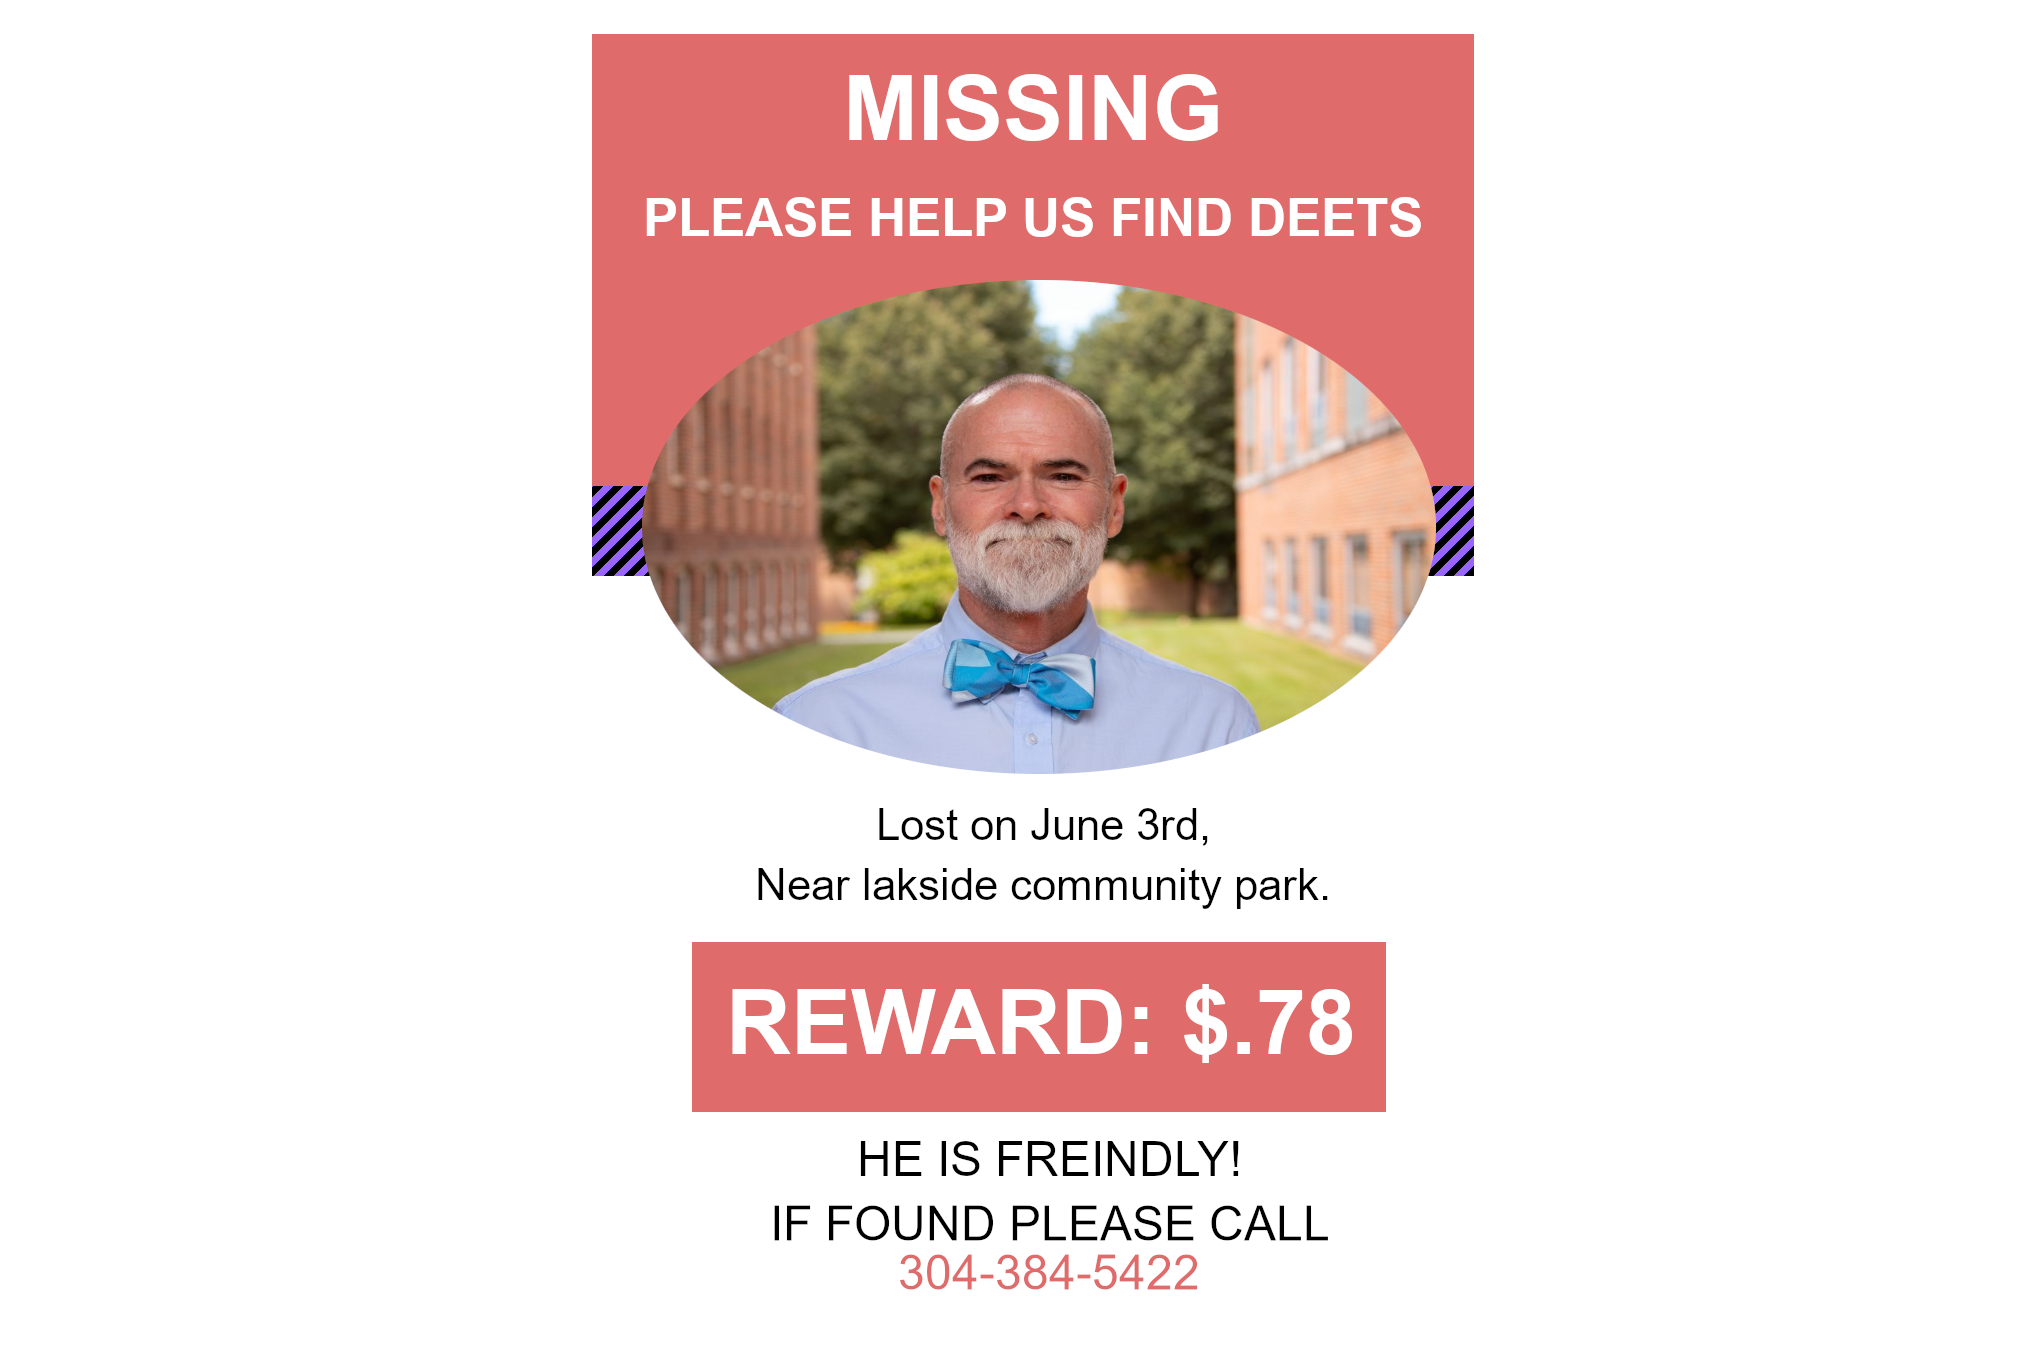 MISSING
PLEASE HELP US FIND DEETS
Lost on June 3rd,
Near lakside community park.
REWARD: $.78
HE IS FREINDLY!
IF FOUND PLEASE CALL
304-384-5422